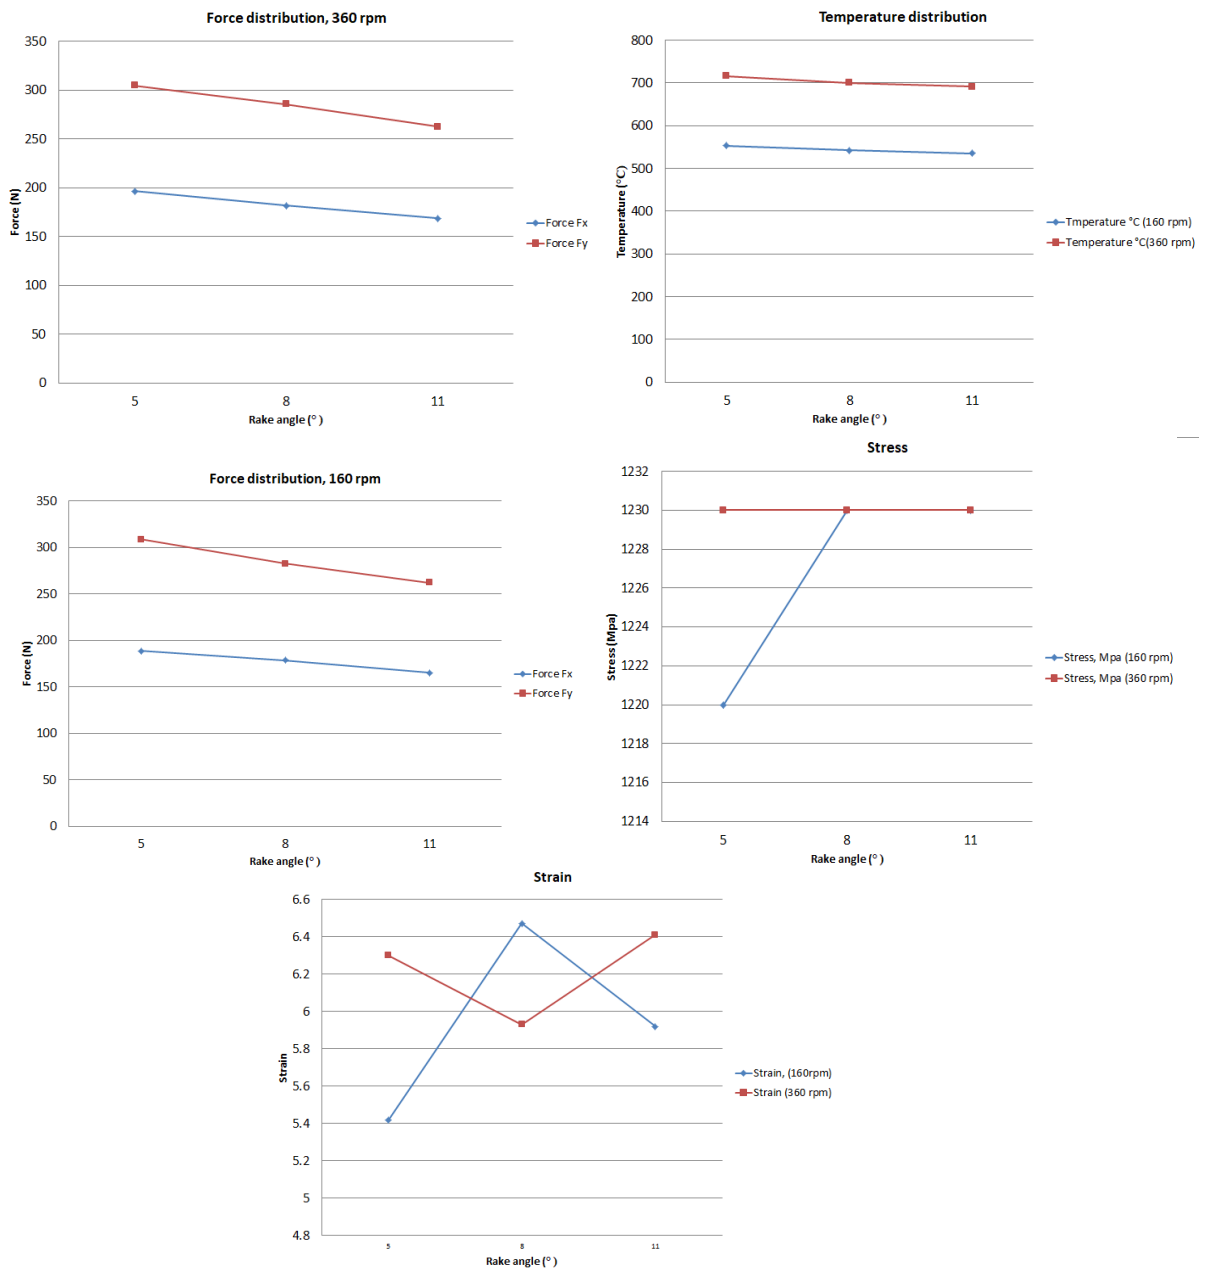 Force distribution, 360 rpm
350
300
250
200
150
100
50
0
Force (N)
5 8 11
Rake angle (° )
Force Fx
Force Fy
Temperature distribution
800
700
600
500
400
300
200
100
0
Temperature (°C)
5 8 11
Rake angle (° )
Tmperature °C (160 rpm)
Temperature °C(360 rpm)
Force distribution, 160 rpm
350
300
250
200
150
100
50
0
Force (N)
5 8 11
Rake angle (° )
Force Fx
Force Fy
Stress
1232
1230
1228
1226
1224
1222
1220
1218
1216
1214
Stress (Mpa)
5 8 11
Rake angle (° )
Stress, Mpa (160 rpm)
Stress, Mpa (360 rpm)
Strain
6.6
6.4
6.2
6
5.8
5.6
5.4
5.2
5
4.8
Strain
5 8 11
Rake angle (° )
Strain, (160rpm)
Strain (360 rpm)